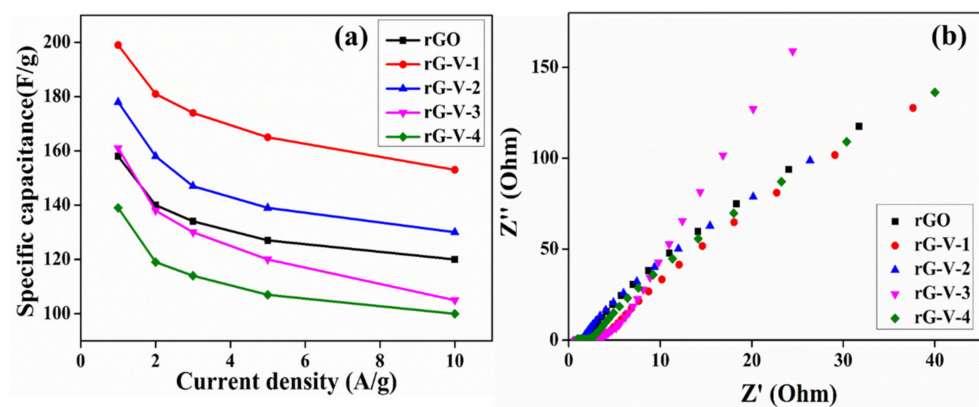 (a)
rGO
rG-V-1
rG-V-2
rG-V-3
rG-V-4
Specific capacitance(F/g)
200
180
160
140
120
100
0 2 4 6 8 10
Current density (A/g)
(b)
rGO
rG-V-1
rG-V-2
rG-V-3
rG-V-4
Z'' (Ohm)
150
100
50
0
0 10 20 30 40
Z' (Ohm)